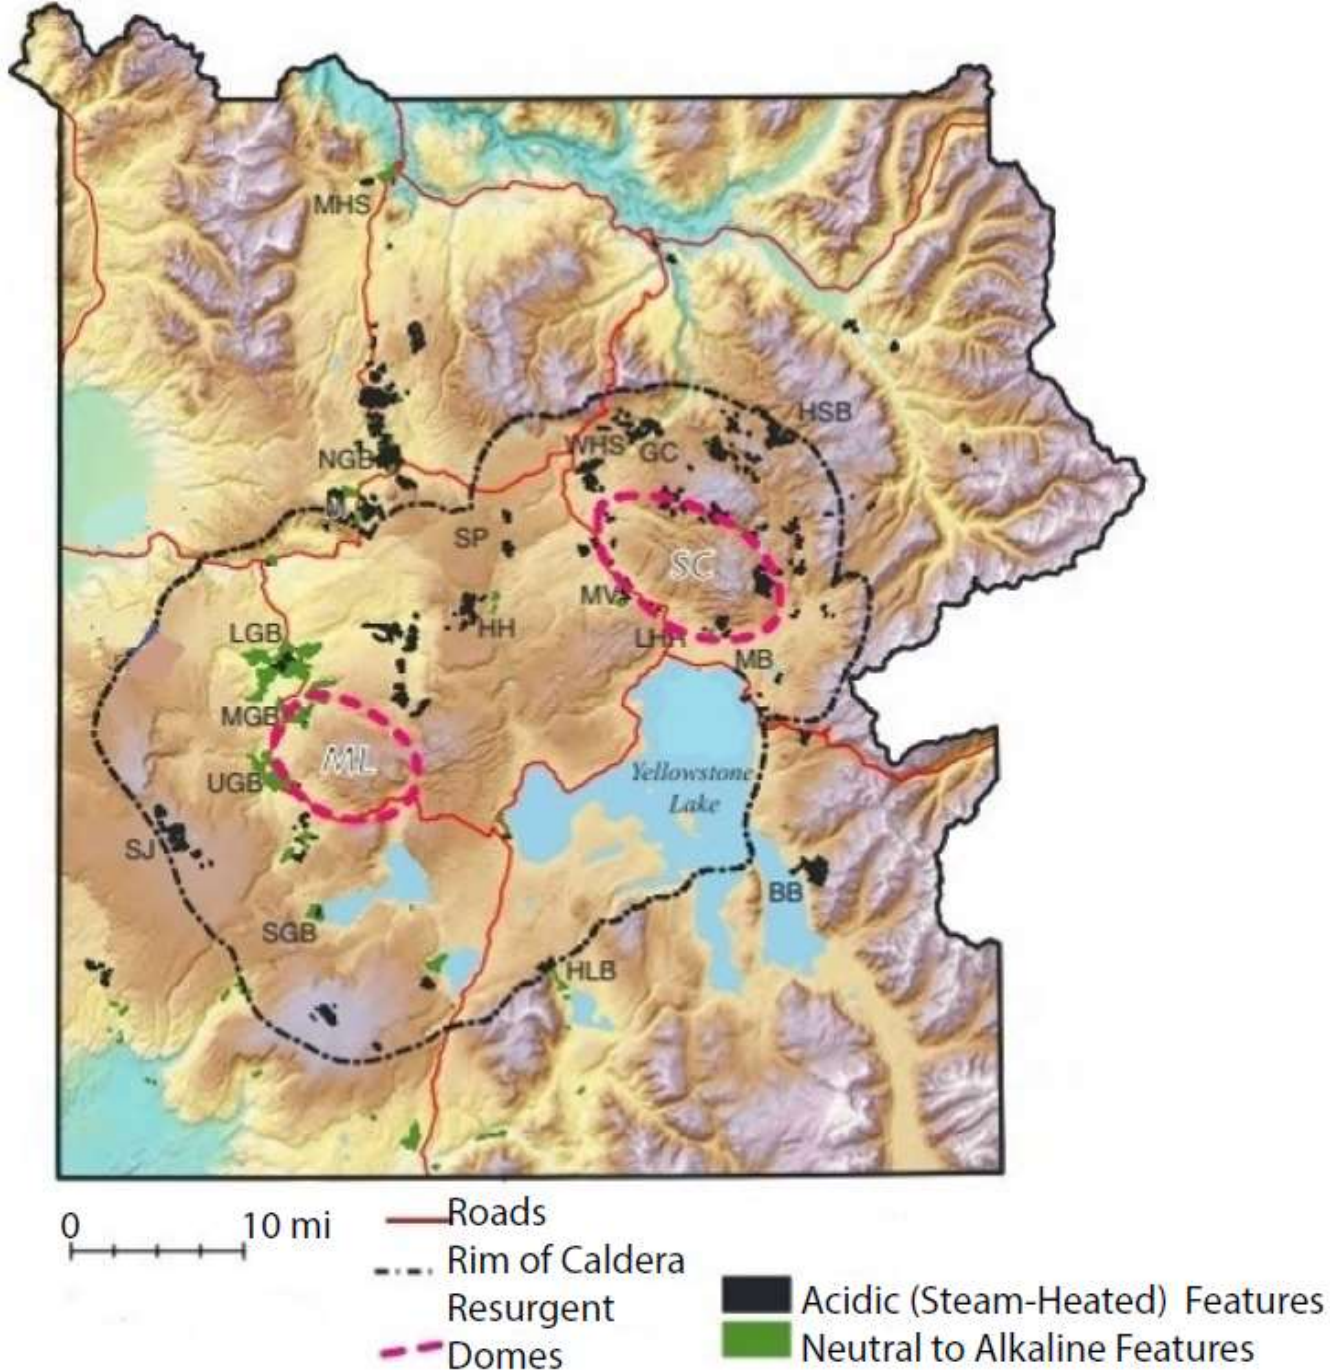 MHS
HSB
WHS GC
NGB
SP
SC
MV
HH
LGB
LHH
MB
MGB
ML
UGB
Yellowstone
Lake
SJ
BB
SGB
HLB
0 10 mi
Roads
Rim of Caldera
Resurgent
Domes
Acidic (Steam-Heated) Features
Neutral to Alkaline Features